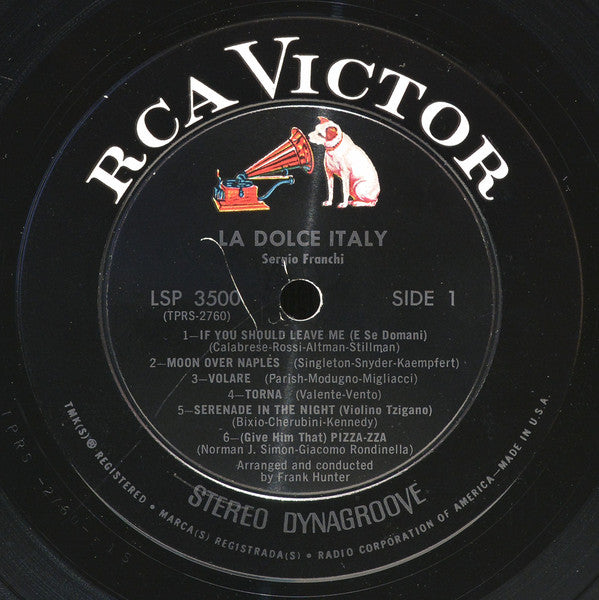 RCA VICTOR
LA DOLCE ITALY
Sergio Franchi
LSP 3500
SIDE 1
(TPRS-2760)
1—IF YOU SHOULD LEAVE ME (E Se Domani)
(Calabrese-Rossi-Altman-Stillman)
2—MOON OVER NAPLES (Singleton-Snyder-Kaempfert)
3—VOLARE (Parish-Modugno-Migliacci)
4—TORNA (Valente-Vento)
5—SERENADE IN THE NIGHT (Violino Tzigano)
(Bixio-Cherubini-Kennedy)
6—(Give Him That) PIZZA-ZZA
(Norman J. Simon-Giacomo Rondinella)
Arranged and conducted
by Frank Hunter
STEREO DYNAGROOVE
TMK(S)® REGISTERED • MARCA(S) REGISTRADA(S) • RADIO CORPORATION OF AMERICA—MADE IN U.S.A.